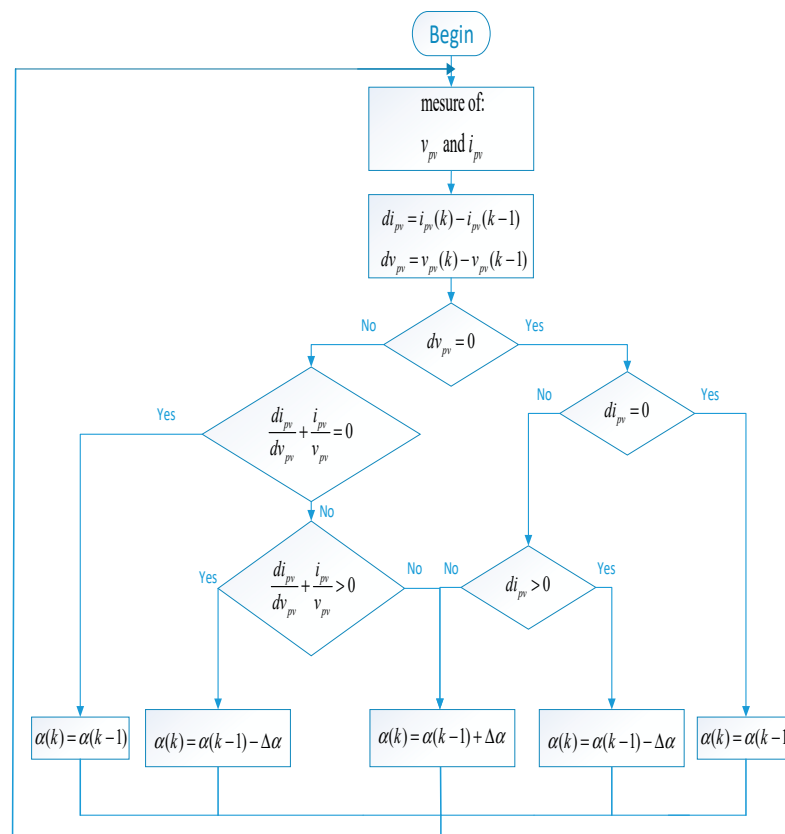 Begin
mesure of:
v_pv and i_pv
di_pv = i_pv(k) − i_pv(k−1)
dv_pv = v_pv(k) − v_pv(k−1)
No
Yes
dv_pv = 0
Yes
No
Yes
di_pv/dv_pv + i_pv/v_pv = 0
di_pv = 0
No
Yes
No
No
Yes
di_pv/dv_pv + i_pv/v_pv > 0
di_pv > 0
α(k) = α(k−1)
α(k) = α(k−1) − Δα
α(k) = α(k−1) + Δα
α(k) = α(k−1) − Δα
α(k) = α(k−1